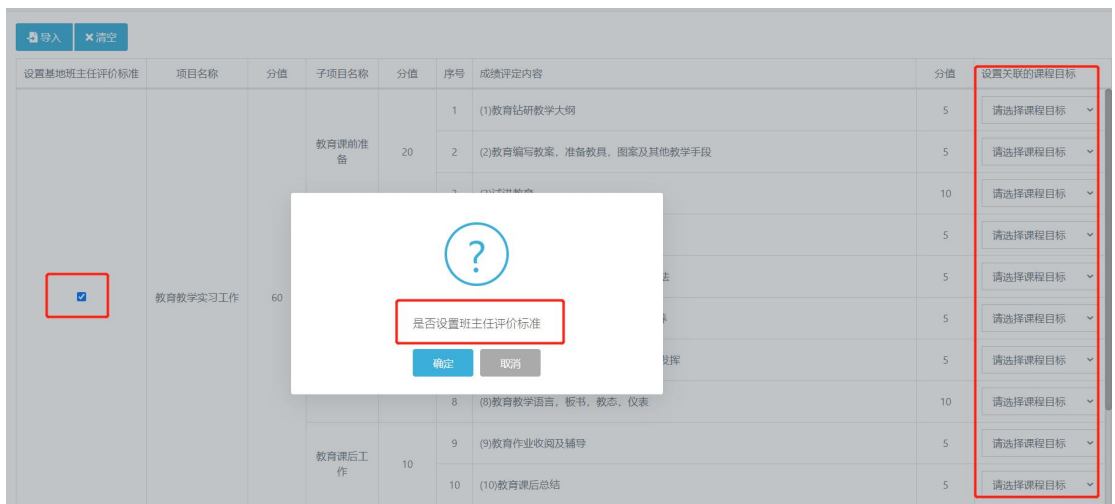 导入 清空
设置基地班主任评价标准 项目名称 分值 子项目名称 分值 序号 成绩评定内容 分值 设置关联的课程目标
1 (1)教育钻研教学大纲 5 请选择课程目标
教育课前准备 20
2 (2)教育编写教案，准备教具，图案及其他教学手段 5 请选择课程目标
10 请选择课程目标
?
5 请选择课程目标
法 5 请选择课程目标
教育教学实习工作 60
是否设置班主任评价标准
5 请选择课程目标
确定 取消
发挥 5 请选择课程目标
8 (8)教育教学语言，板书，教态，仪表 10 请选择课程目标
9 (9)教育作业收阅及辅导 5 请选择课程目标
教育课后工作 10
10 (10)教育课后总结 5 请选择课程目标